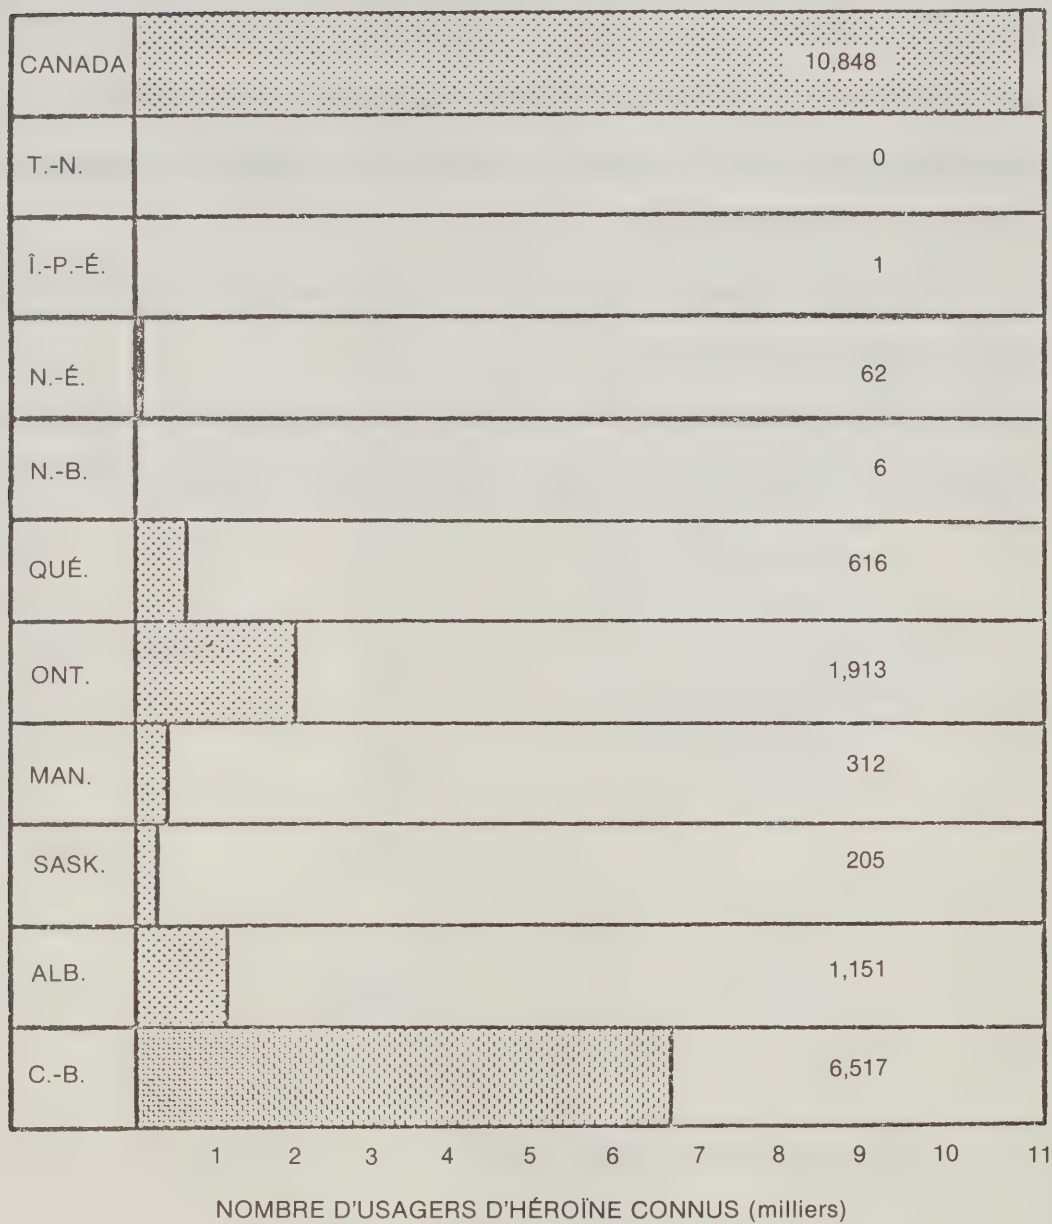 CANADA 10,848
T.-N. 0
Î.-P.-É. 1
N.-É. 62
N.-B. 6
QUÉ. 616
ONT. 1,913
MAN. 312
SASK. 205
ALB. 1,151
C.-B. 6,517
1 2 3 4 5 6 7 8 9 10 11
NOMBRE D'USAGERS D'HÉROÏNE CONNUS (milliers)